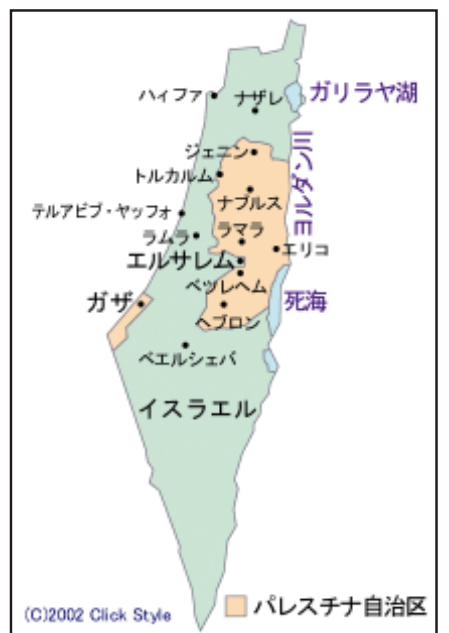 ハイファ
ナザレ
ガリラヤ湖
ヨルダン川
ジェニン
トルカルム
ナブルス
テルアビブ・ヤッフォ
ラムラ
ラマラ
エリコ
エルサレム
ベツレヘム
死海
ガザ
ヘブロン
ベエルシェバ
イスラエル
パレスチナ自治区
(C)2002 Click Style